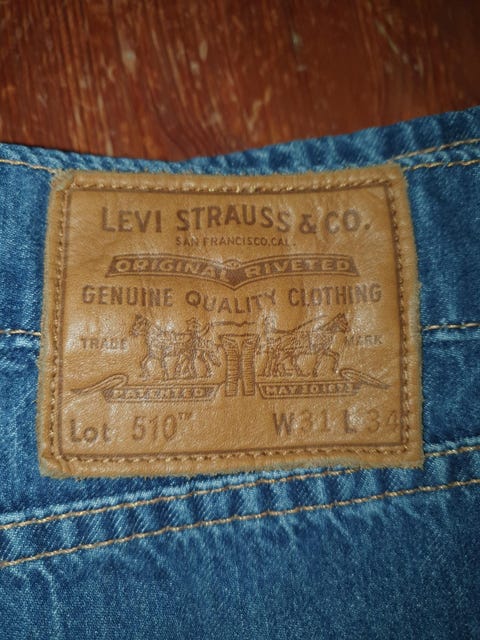 LEVI STRAUSS & CO.
SAN FRANCISCO, CAL.
ORIGINAL RIVETED
GENUINE QUALITY CLOTHING
TRADE MARK
PATENTED MAY 20 1873
Lot 510™ W31 L34